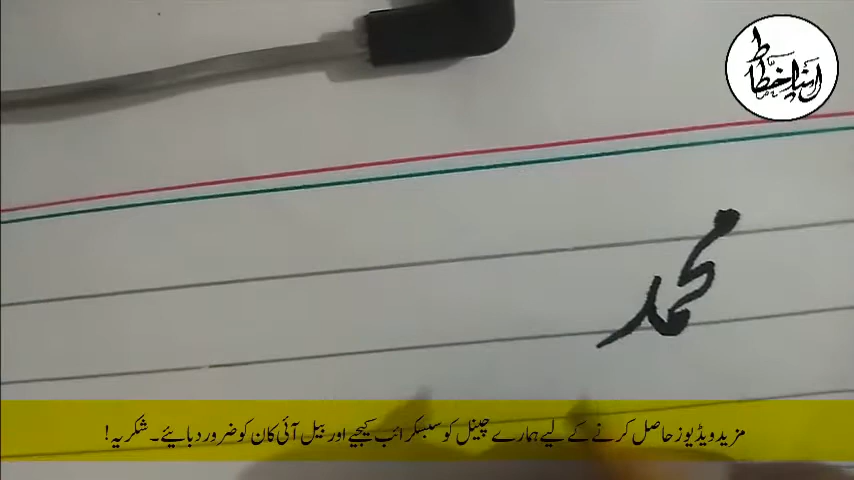 محمد
مزید ویڈیوز حاصل کرنے کے لیے ہمارے چینل کو سبسکرائب کیجیے اور بیل آئی کان کو ضرور دبائیے۔ شکریہ!